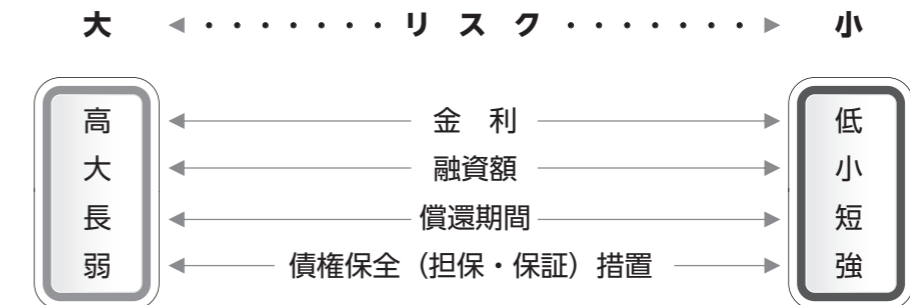 大 ◀・・・・・・・リスク・・・・・・・▶ 小
高 金利 低
大 融資額 小
長 償還期間 短
弱 債権保全（担保・保証）措置 強